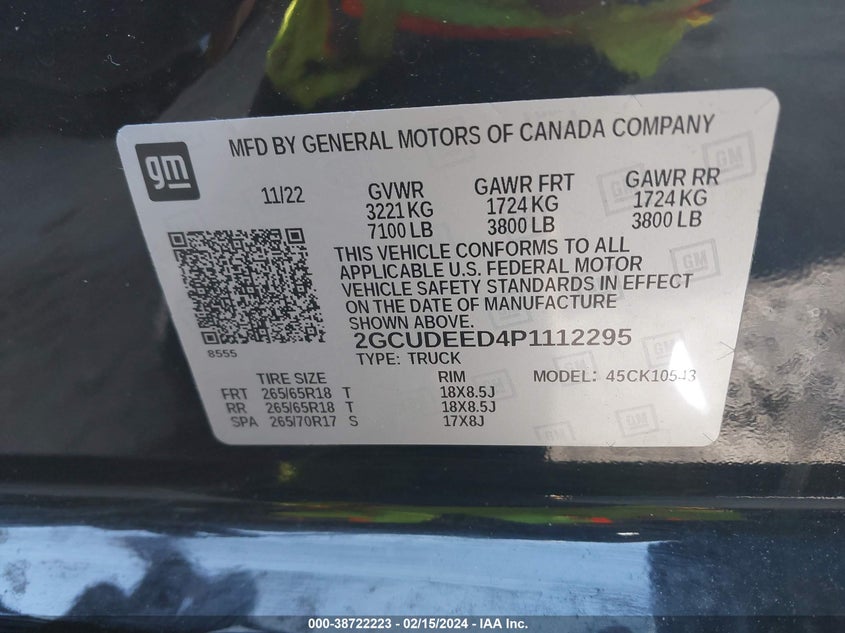 gm
MFD BY GENERAL MOTORS OF CANADA COMPANY
11/22
GVWR
3221 KG
7100 LB
GAWR FRT
1724 KG
3800 LB
GAWR RR
1724 KG
3800 LB
THIS VEHICLE CONFORMS TO ALL
APPLICABLE U.S. FEDERAL MOTOR
VEHICLE SAFETY STANDARDS IN EFFECT
ON THE DATE OF MANUFACTURE
SHOWN ABOVE.
8555
2GCUDEED4P1112295
TYPE: TRUCK
TIRE SIZE RIM MODEL: 45CK10543
FRT 265/65R18 T 18X8.5J
RR 265/65R18 T 18X8.5J
SPA 265/70R17 S 17X8J
GM
GM
GM
GM
000-38722223 - 02/15/2024 - IAA Inc.